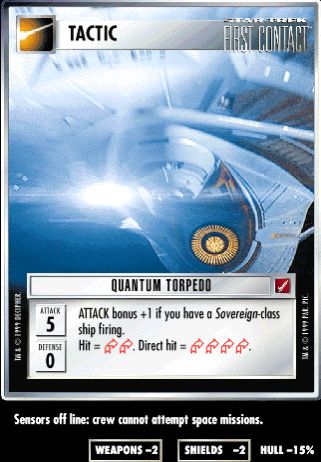 TACTIC
STAR TREK
FIRST CONTACT
QUANTUM TORPEDO
ATTACK
5
DEFENSE
0
ATTACK bonus +1 if you have a Sovereign-class
ship firing.
Hit = . Direct hit = .
TM & © 1999 DECIPHER.
TM & © 1999 PAR. PIC.
Sensors off line: crew cannot attempt space missions.
WEAPONS –2 SHIELDS –2 HULL –15%